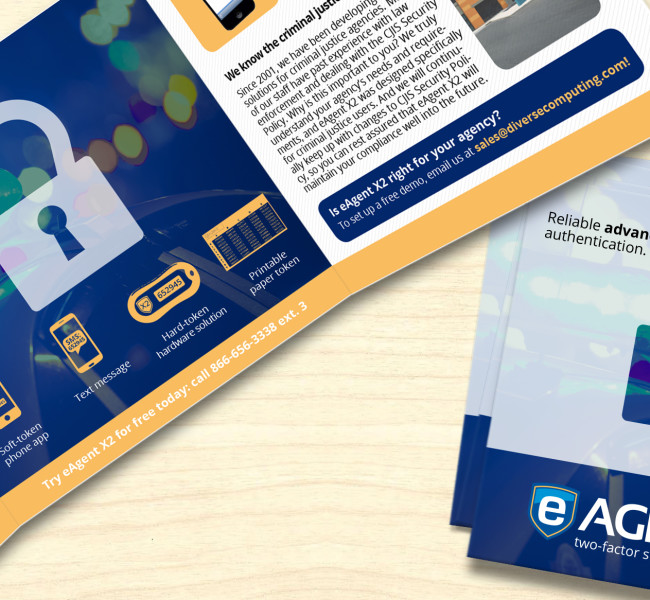 We know the criminal
Since 2001, we have been developing
solutions for criminal justice agencies.
of our staff have past experience with law
enforcement and dealing with the CJIS Security
Policy. Why is this important to you? We truly
understand your agency's needs and require-
ments, and eAgent X2 was designed specifically
for criminal justice users. And we will continu-
ally keep up with changes to CJIS Security Poli-
cy, so you can rest assured that eAgent X2 will
maintain your compliance well into the future.
Is eAgent X2 right for your agency?
To set up a free demo, email us at sales@diversecomputing.com!
Printable
paper token
X2 652945
Hard-token
hardware solution
SMS:
Text message
Soft-token
phone app
Try eAgent X2 for free today: call 866-656-3338 ext. 3
Reliable
authentication.
e
two-factor